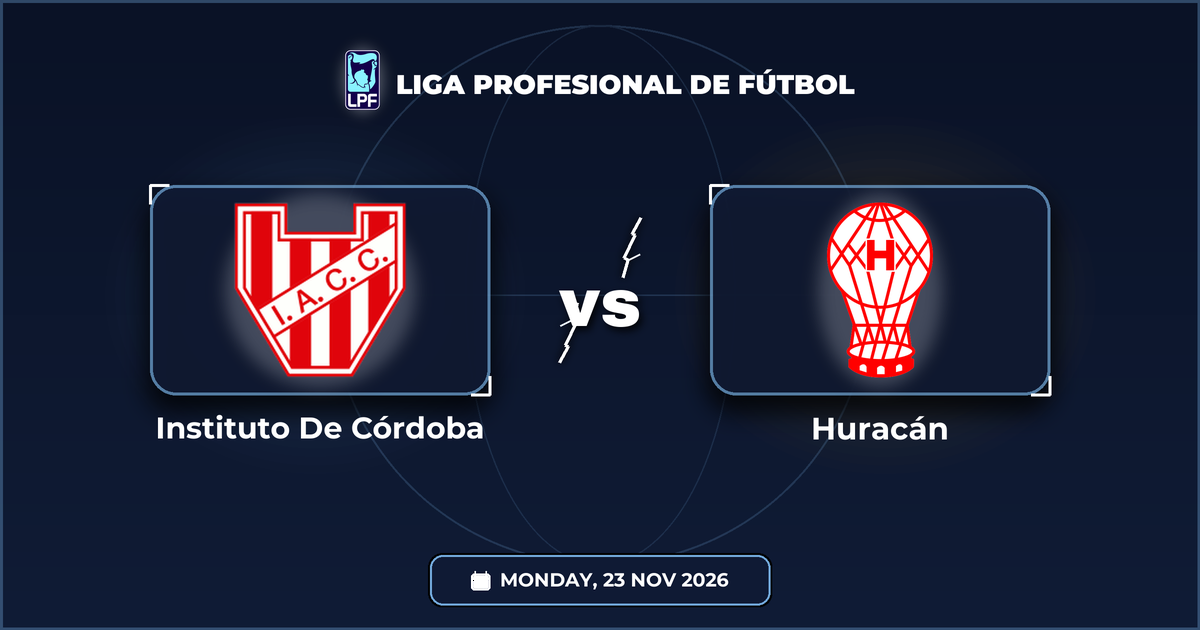 LPF
LIGA PROFESIONAL DE FÚTBOL
I. A. C. C.
H
vs
Instituto De Córdoba
Huracán
MONDAY, 23 NOV 2026